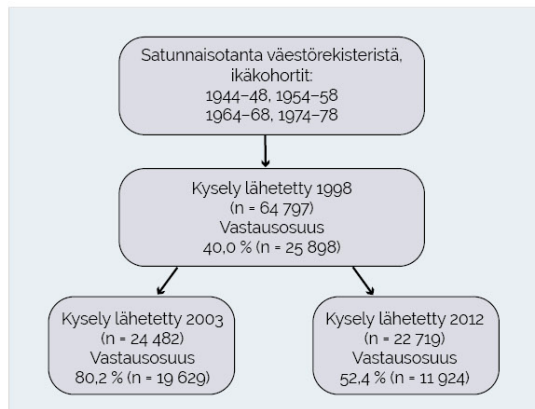 Satunnaisotanta väestörekisteristä,
ikäkohortit:
1944–48, 1954–58
1964–68, 1974–78
Kysely lähetetty 1998
(n = 64 797)
Vastausosuus
40,0 % (n = 25 898)
Kysely lähetetty 2003
(n = 24 482)
Vastausosuus
80,2 % (n = 19 629)
Kysely lähetetty 2012
(n = 22 719)
Vastausosuus
52,4 % (n = 11 924)